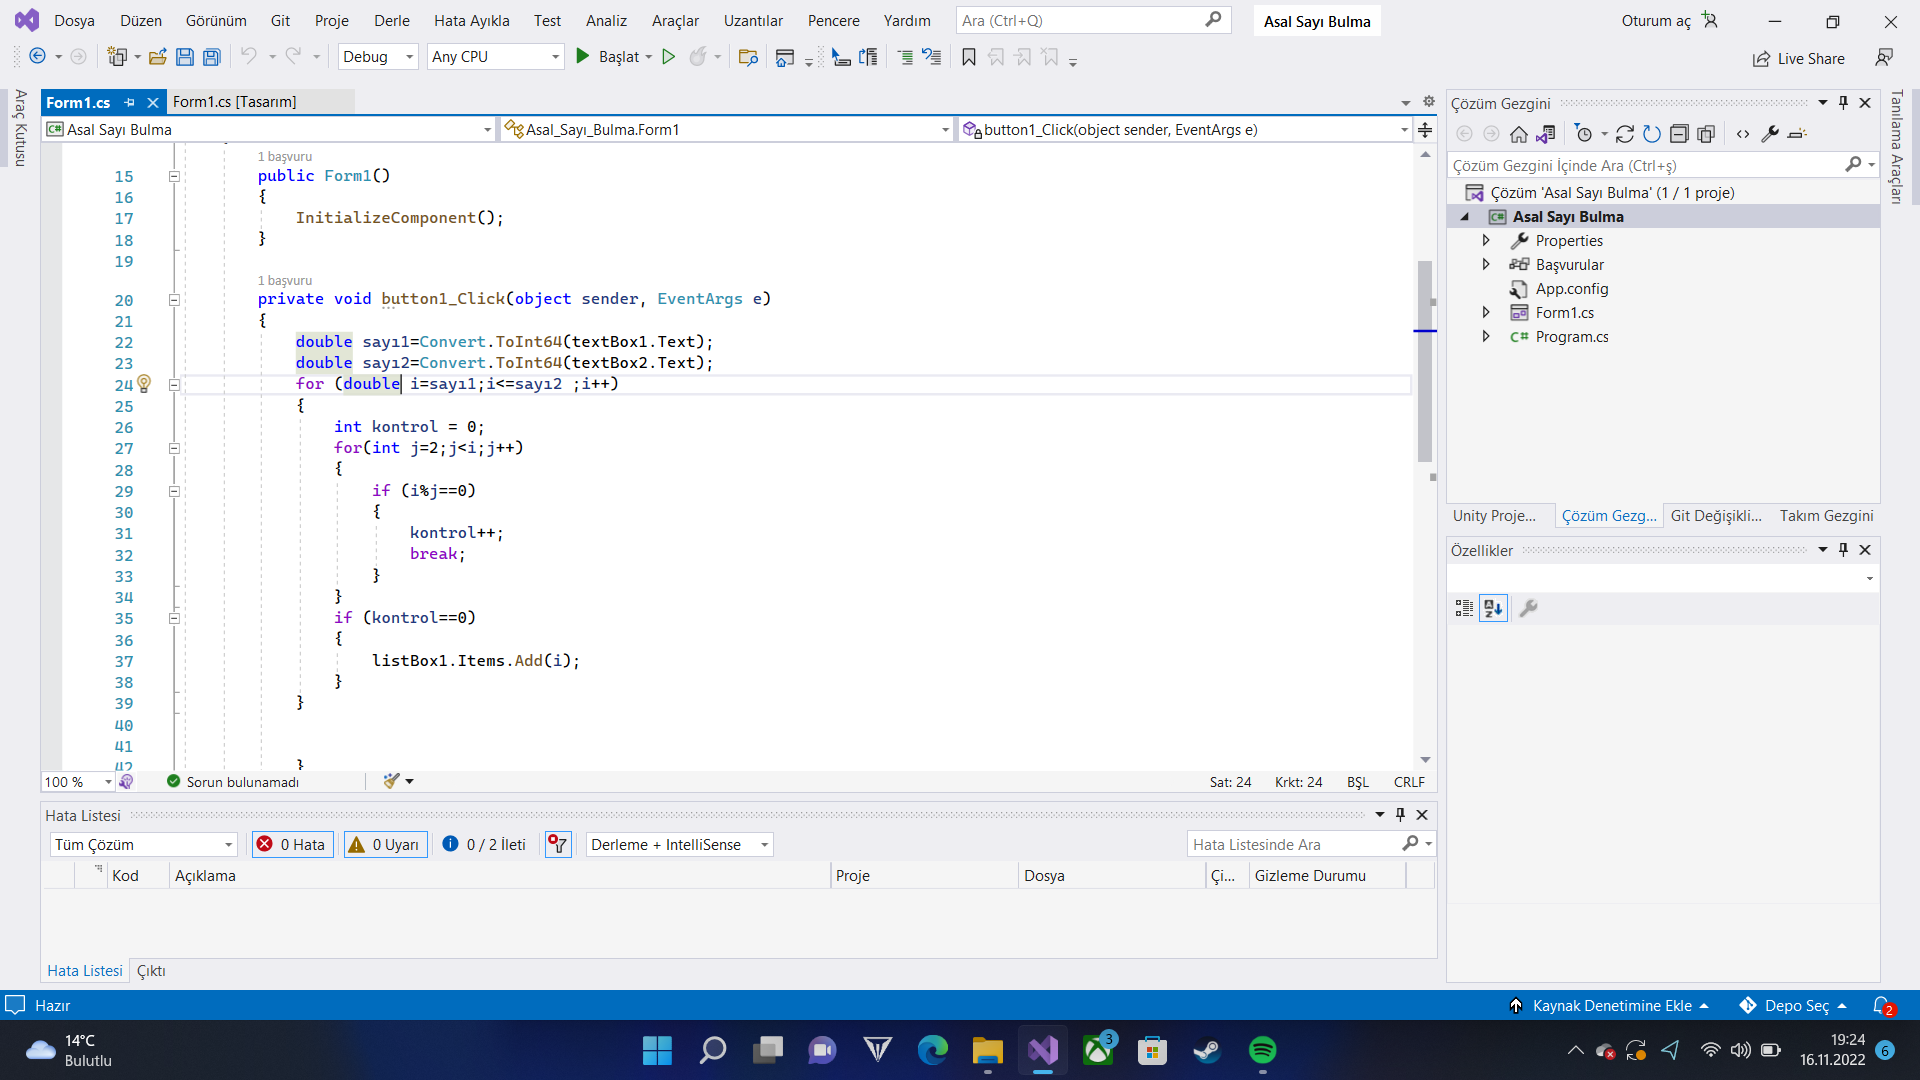 Dosya Düzen Görünüm Git Proje Derle Hata Ayıkla Test Analiz Araçlar Uzantılar Pencere Yardım Ara (Ctrl+Q) Asal Sayı Bulma Oturum aç
Debug Any CPU Başlat Live Share
Araç Kutusu
Form1.cs Form1.cs [Tasarım]
Asal Sayı Bulma Asal_Sayı_Bulma.Form1 button1_Click(object sender, EventArgs e)
1 başvuru
15 public Form1()
16 {
17 InitializeComponent();
18 }
19
1 başvuru
20 private void button1_Click(object sender, EventArgs e)
21 {
22 double sayı1=Convert.ToInt64(textBox1.Text);
23 double sayı2=Convert.ToInt64(textBox2.Text);
24 for (double i=sayı1;i<=sayı2 ;i++)
25 {
26 int kontrol = 0;
27 for(int j=2;j<i;j++)
28 {
29 if (i%j==0)
30 {
31 kontrol++;
32 break;
33 }
34 }
35 if (kontrol==0)
36 {
37 listBox1.Items.Add(i);
38 }
39 }
40
41
42 }
100 % Sorun bulunamadı Sat: 24 Krkt: 24 BŞL CRLF
Hata Listesi
Tüm Çözüm 0 Hata 0 Uyarı 0 / 2 İleti Derleme + IntelliSense Hata Listesinde Ara
Kod Açıklama Proje Dosya Çi... Gizleme Durumu
Hata Listesi Çıktı
Çözüm Gezgini
Çözüm Gezgini İçinde Ara (Ctrl+ş)
Çözüm 'Asal Sayı Bulma' (1 / 1 proje)
Asal Sayı Bulma
Properties
Başvurular
App.config
Form1.cs
C# Program.cs
Unity Proje... Çözüm Gezg... Git Değişikli... Takım Gezgini
Özellikler
Tanılama Araçları
Hazır Kaynak Denetimine Ekle Depo Seç 2
14°C
Bulutlu
3
19:24
16.11.2022 6